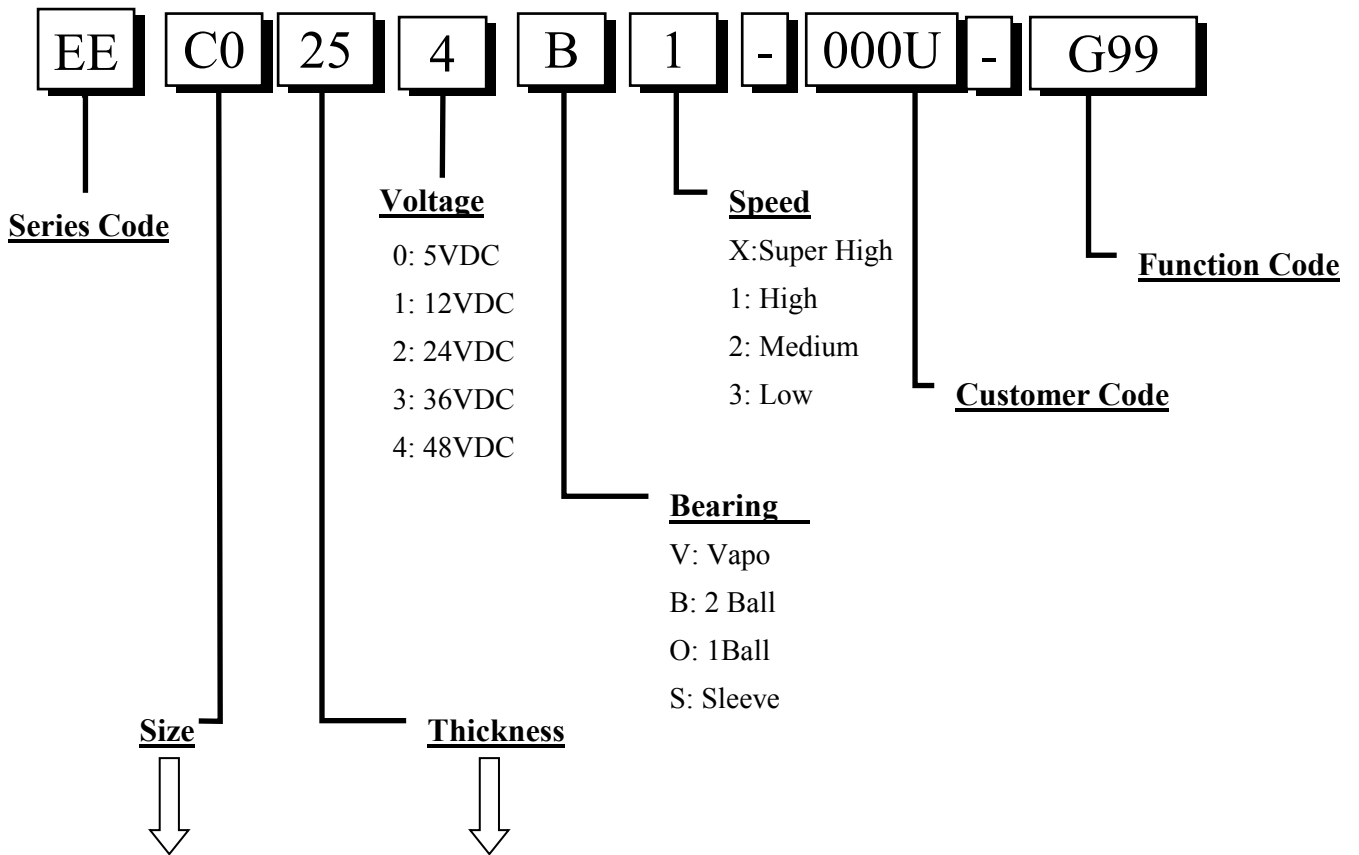 EE C0 25 4 B 1 - 000U - G99
Series Code
Voltage
0: 5VDC
1: 12VDC
2: 24VDC
3: 36VDC
4: 48VDC
Speed
X:Super High
1: High
2: Medium
3: Low
Function Code
Customer Code
Bearing
V: Vapo
B: 2 Ball
O: 1Ball
S: Sleeve
Size
Thickness